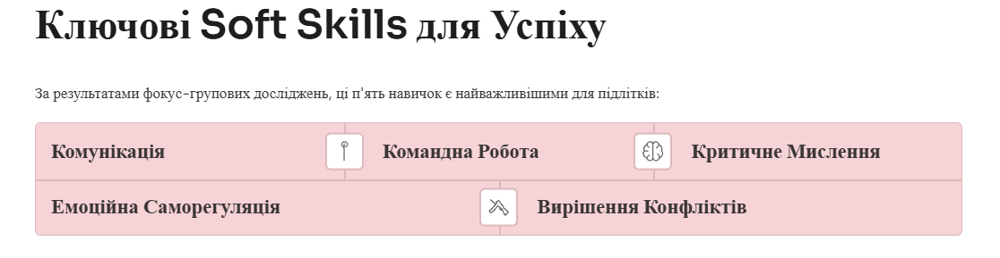 Ключові Soft Skills для Успіху
За результатами фокус-групових досліджень, ці п'ять навичок є найважливішими для підлітків:
Комунікація
Командна Робота
Критичне Мислення
Емоційна Саморегуляція
Вирішення Конфліктів